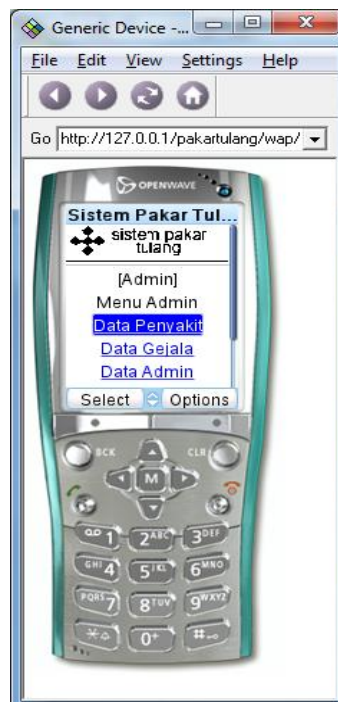 Generic Device -...
File Edit View Settings Help
Go http://127.0.0.1/pakartulang/wap/
OPENWAVE
Sistem Pakar Tul...
sistem pakar
tulang
[Admin]
Menu Admin
Data Penyakit
Data Gejala
Data Admin
Select Options
BCK CLR
M
1 2ABC 3DEF
GHI4 5JKL 6MNO
PQRS7 8TUV 9WXYZ
* 0+ #